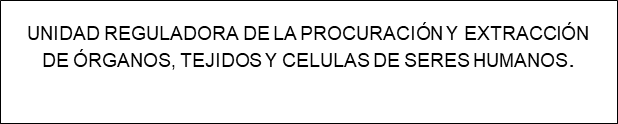 UNIDAD REGULADORA DE LA PROCURACIÓN Y EXTRACCIÓN
DE ÓRGANOS, TEJIDOS Y CELULAS DE SERES HUMANOS.